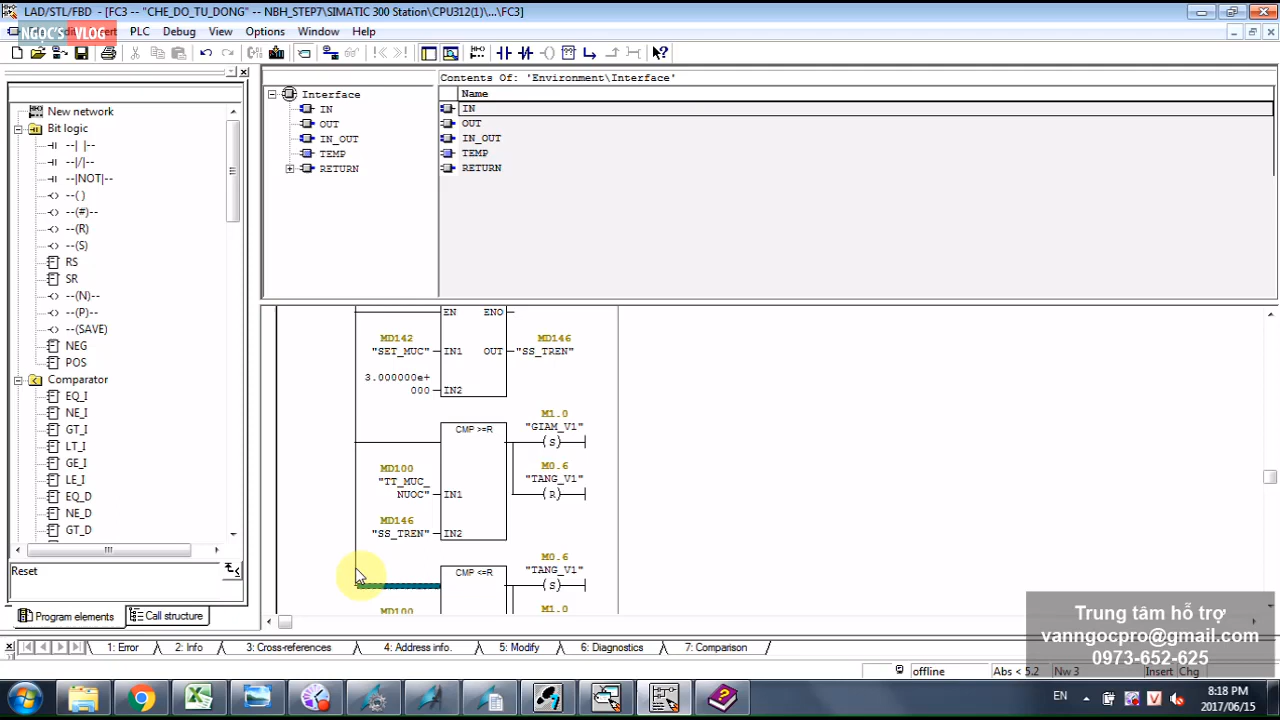 LAD/STL/FBD - [FC3 -- "CHE_DO_TU_DONG" -- NBH_STEP7\SIMATIC 300 Station\CPU312(1)\...\FC3]
NGỌC'S VLOG
PLC Debug View Options Window Help
New network
Bit logic
--| |--
--|/|--
--|NOT|--
--( )
--(#)--
--(R)
--(S)
RS
SR
--(N)--
--(P)--
--(SAVE)
NEG
POS
Comparator
EQ_I
NE_I
GT_I
LT_I
GE_I
LE_I
EQ_D
NE_D
GT_D
Reset
Program elements
Call structure
Interface
IN
OUT
IN_OUT
TEMP
RETURN
Contents Of: 'Environment\Interface'
Name
IN
OUT
IN_OUT
TEMP
RETURN
EN ENO
MD142 MD146
"SET_MUC" IN1 OUT "SS_TREN"
3.000000e+
000 IN2
M1.0
CMP >=R "GIAM_V1"
(S)
MD100 M0.6
"TT_MUC_ "TANG_V1"
NUOC" IN1 (R)
MD146
"SS_TREN" IN2
M0.6
CMP <=R "TANG_V1"
(S)
MD100 M1.0
1: Error 2: Info 3: Cross-references 4: Address info. 5: Modify 6: Diagnostics 7: Comparison
Trung tâm hỗ trợ
vanngocpro@gmail.com
0973-652-625
offline Abs < 5.2 Nw 3 Insert Chg
EN
8:18 PM
2017/06/15